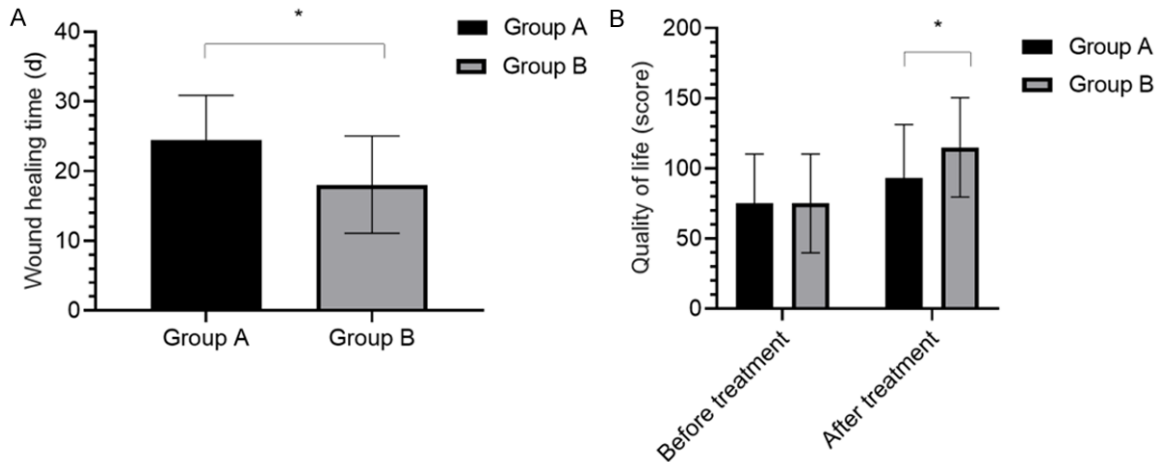 A
Wound healing time (d)
40
30
20
10
0
*
Group A
Group B
Group A
Group B
B
Quality of life (score)
200
150
100
50
0
*
Group A
Group B
Before treatment
After treatment